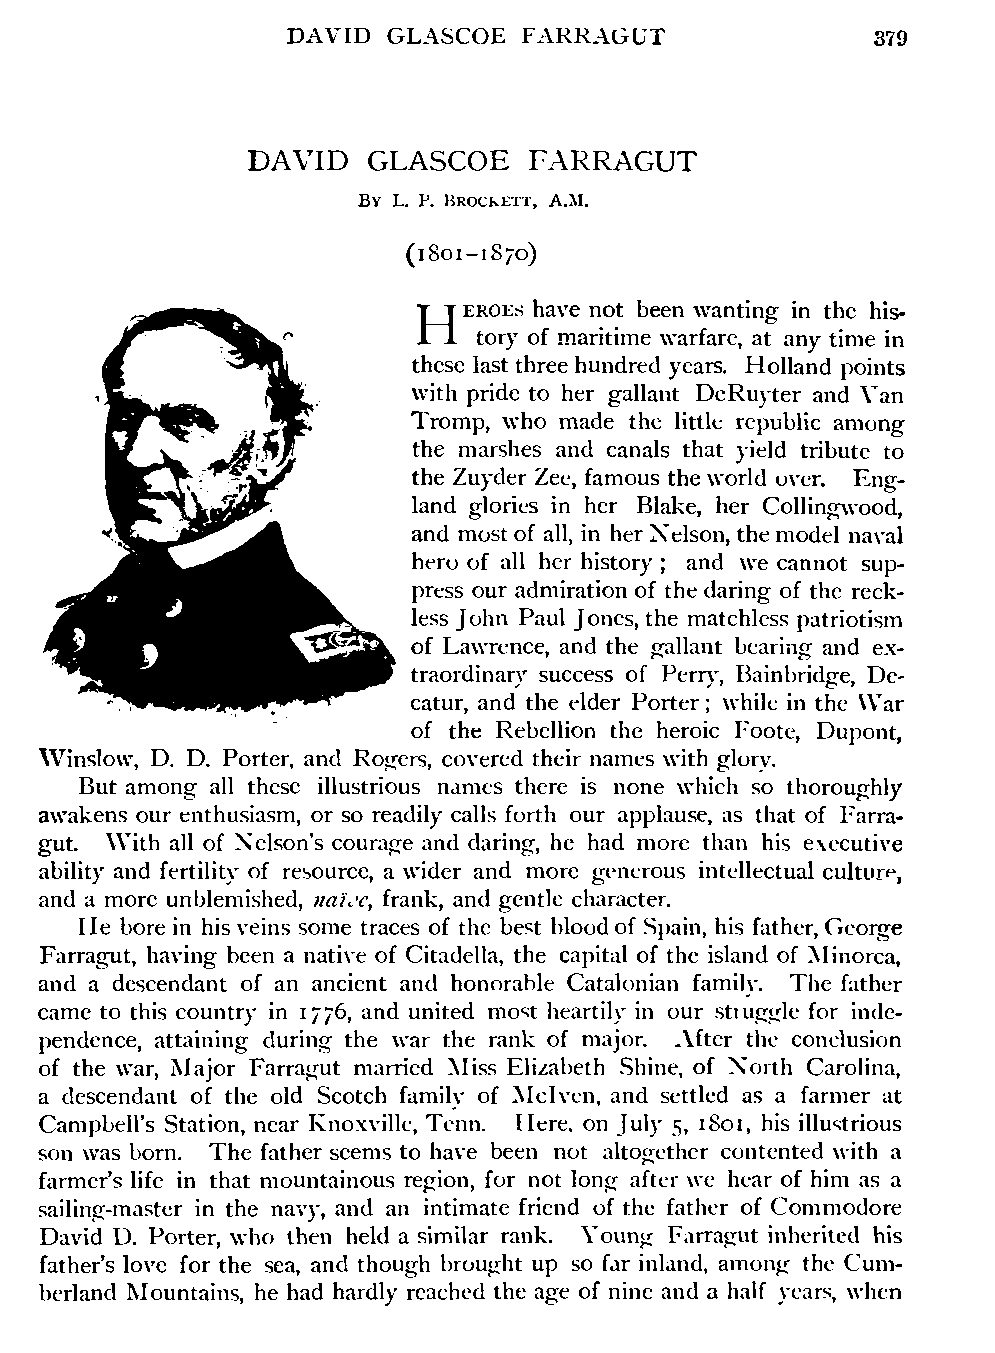 DAVID GLASCOE FARRAGUT 379
DAVID GLASCOE FARRAGUT
BY L. P. BROCKETT, A.M.
(1801–1870)
HEROES have not been wanting in the his-
tory of maritime warfare, at any time in
these last three hundred years. Holland points
with pride to her gallant DeRuyter and Van
Tromp, who made the little republic among
the marshes and canals that yield tribute to
the Zuyder Zee, famous the world over. Eng-
land glories in her Blake, her Collingwood,
and most of all, in her Nelson, the model naval
hero of all her history; and we cannot sup-
press our admiration of the daring of the reck-
less John Paul Jones, the matchless patriotism
of Lawrence, and the gallant bearing and ex-
traordinary success of Perry, Bainbridge, De-
catur, and the elder Porter; while in the War
of the Rebellion the heroic Foote, Dupont,
Winslow, D. D. Porter, and Rogers, covered their names with glory.
But among all these illustrious names there is none which so thoroughly
awakens our enthusiasm, or so readily calls forth our applause, as that of Farra-
gut. With all of Nelson's courage and daring, he had more than his executive
ability and fertility of resource, a wider and more generous intellectual culture,
and a more unblemished, naïve, frank, and gentle character.
He bore in his veins some traces of the best blood of Spain, his father, George
Farragut, having been a native of Citadella, the capital of the island of Minorca,
and a descendant of an ancient and honorable Catalonian family. The father
came to this country in 1776, and united most heartily in our struggle for inde-
pendence, attaining during the war the rank of major. After the conclusion
of the war, Major Farragut married Miss Elizabeth Shine, of North Carolina,
a descendant of the old Scotch family of McIven, and settled as a farmer at
Campbell's Station, near Knoxville, Tenn. Here, on July 5, 1801, his illustrious
son was born. The father seems to have been not altogether contented with a
farmer's life in that mountainous region, for not long after we hear of him as a
sailing-master in the navy, and an intimate friend of the father of Commodore
David D. Porter, who then held a similar rank. Young Farragut inherited his
father's love for the sea, and though brought up so far inland, among the Cum-
berland Mountains, he had hardly reached the age of nine and a half years, when